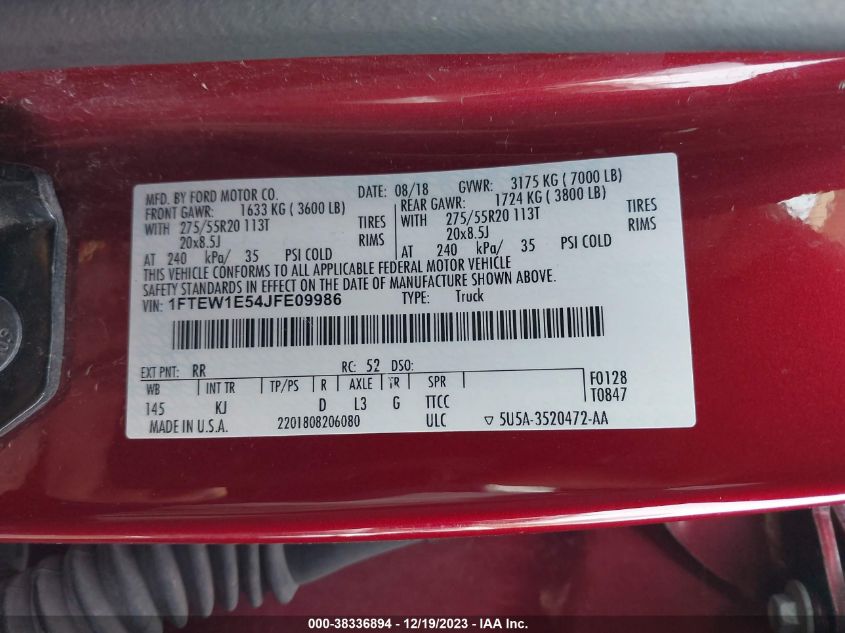 MFD. BY FORD MOTOR CO. DATE: 08/18 GVWR: 3175 KG ( 7000 LB)
FRONT GAWR: 1633 KG ( 3600 LB) REAR GAWR: 1724 KG ( 3800 LB)
WITH 275/55R20 113T TIRES WITH 275/55R20 113T TIRES
20x8.5J RIMS 20x8.5J RIMS
AT 240 kPa/ 35 PSI COLD AT 240 kPa/ 35 PSI COLD
THIS VEHICLE CONFORMS TO ALL APPLICABLE FEDERAL MOTOR VEHICLE
SAFETY STANDARDS IN EFFECT ON THE DATE OF MANUFACTURE SHOWN ABOVE.
VIN: 1FTEW1E54JFE09986 TYPE: Truck
EXT PNT: RR RC: 52 DSO:
WB INT TR TP/PS R AXLE TR SPR F0128
145 KJ D L3 G TTCC T0847
MADE IN U.S.A. 2201808206080 ULC ▽ 5U5A-3520472-AA
000-38336894 - 12/19/2023 - IAA Inc.